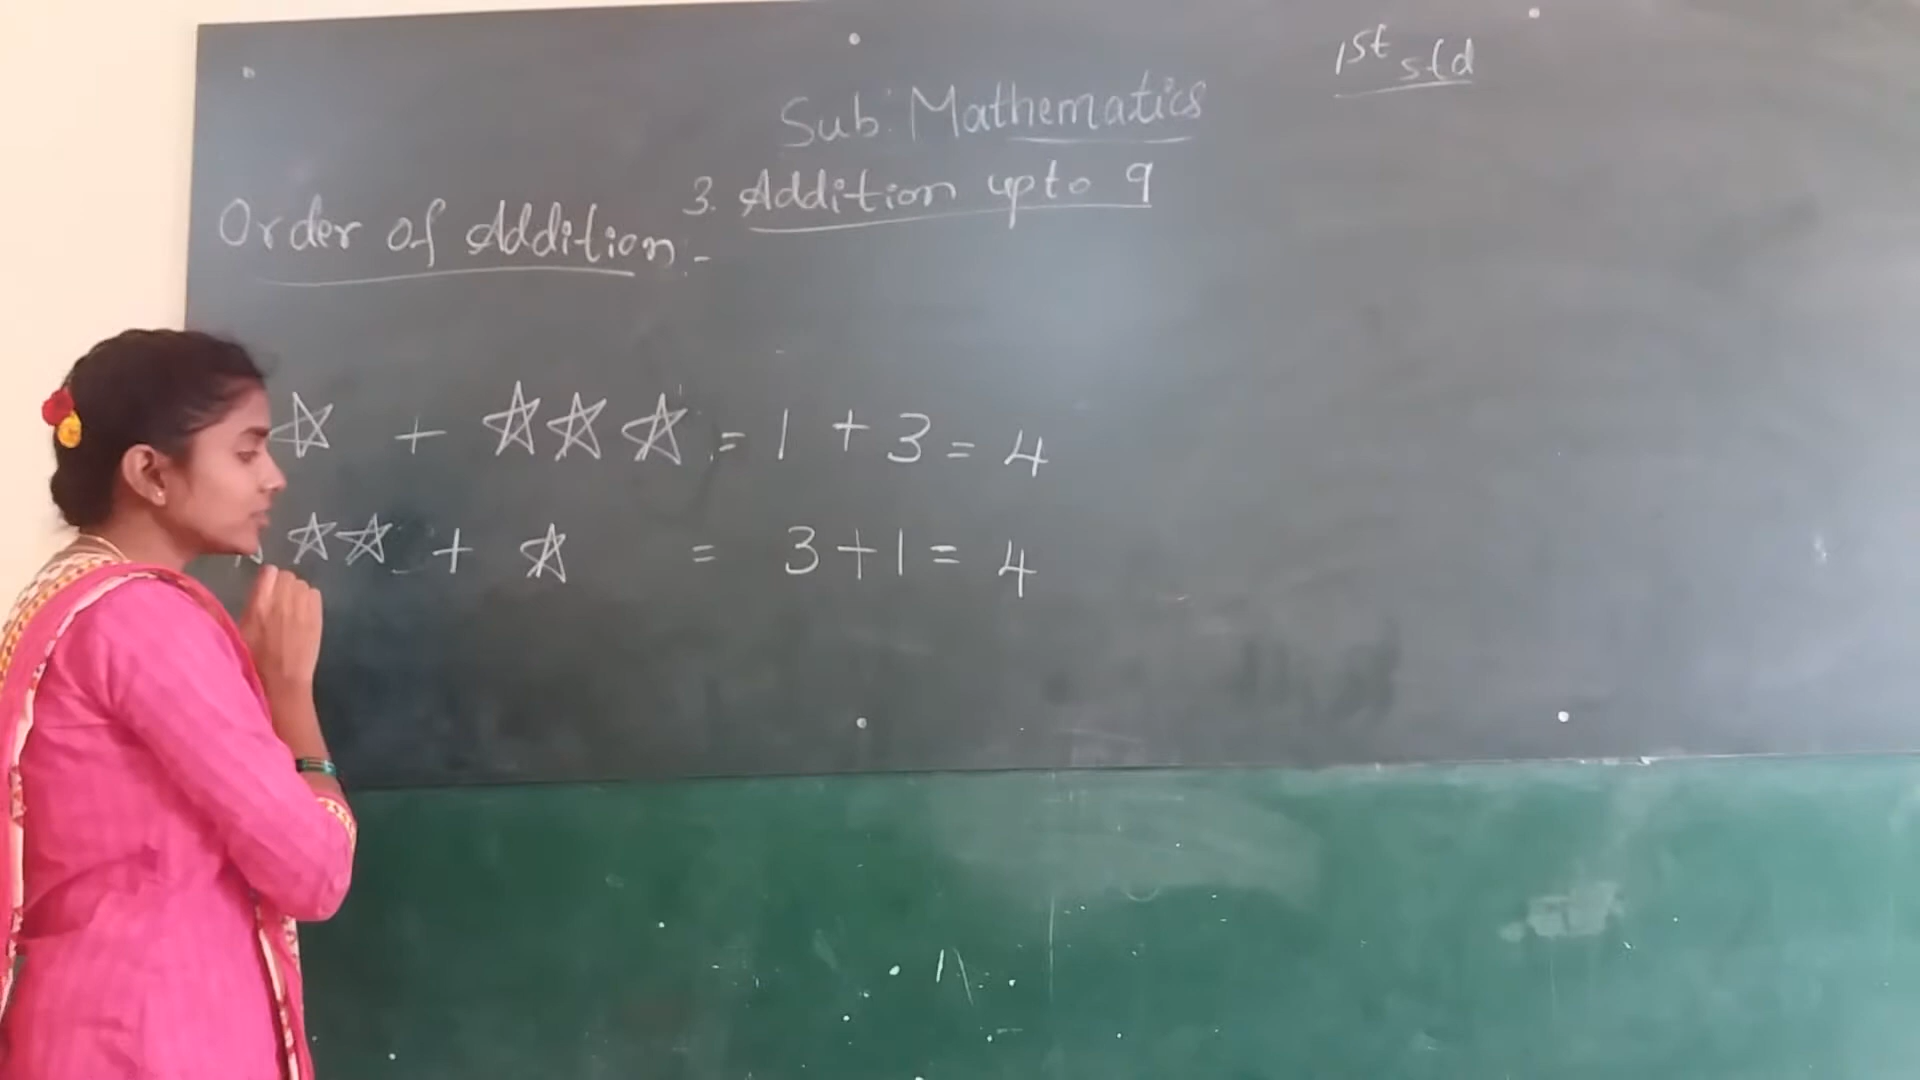 1st std
Sub: Mathematics
3. Addition upto 9
Order of Addition:-
☆ + ☆☆☆ = 1 + 3 = 4
☆☆☆ + ☆ = 3+1 = 4